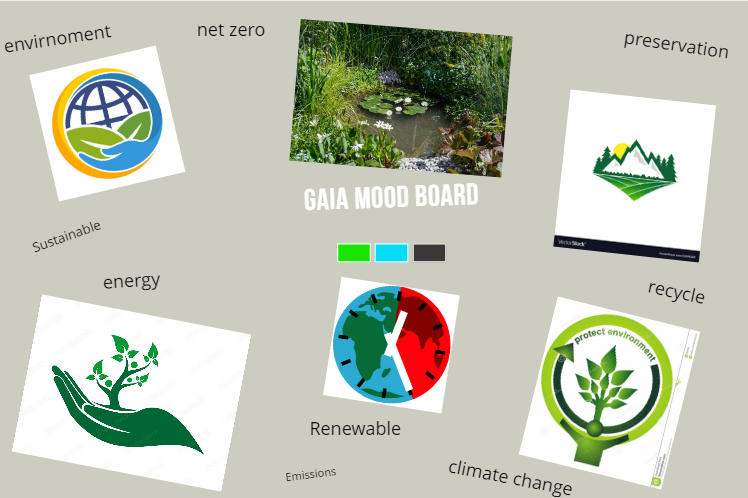 envirnoment
net zero
preservation
VectorStock
GAIA MOOD BOARD
Sustainable
energy
recycle
protect environment
Renewable
Emissions
climate change